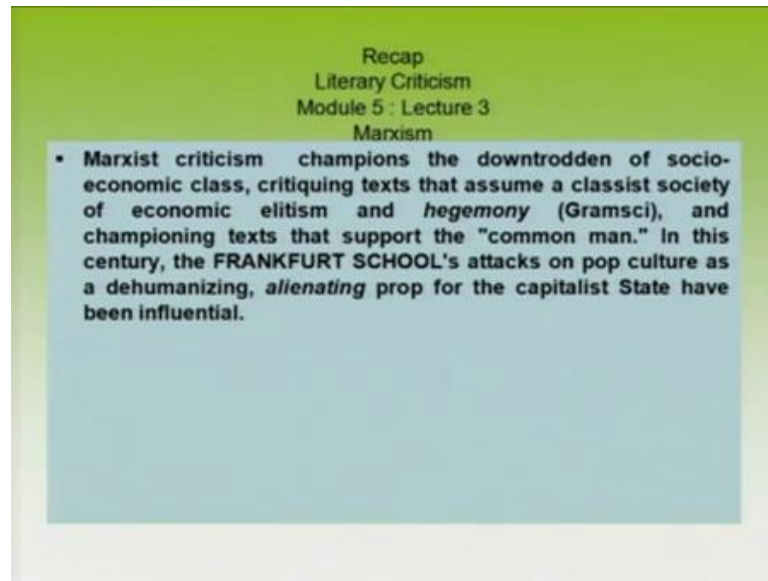 Recap
Literary Criticism
Module 5 : Lecture 3
Marxism
▪ Marxist criticism champions the downtrodden of socio-
economic class, critiquing texts that assume a classist society
of economic elitism and hegemony (Gramsci), and
championing texts that support the "common man." In this
century, the FRANKFURT SCHOOL's attacks on pop culture as
a dehumanizing, alienating prop for the capitalist State have
been influential.